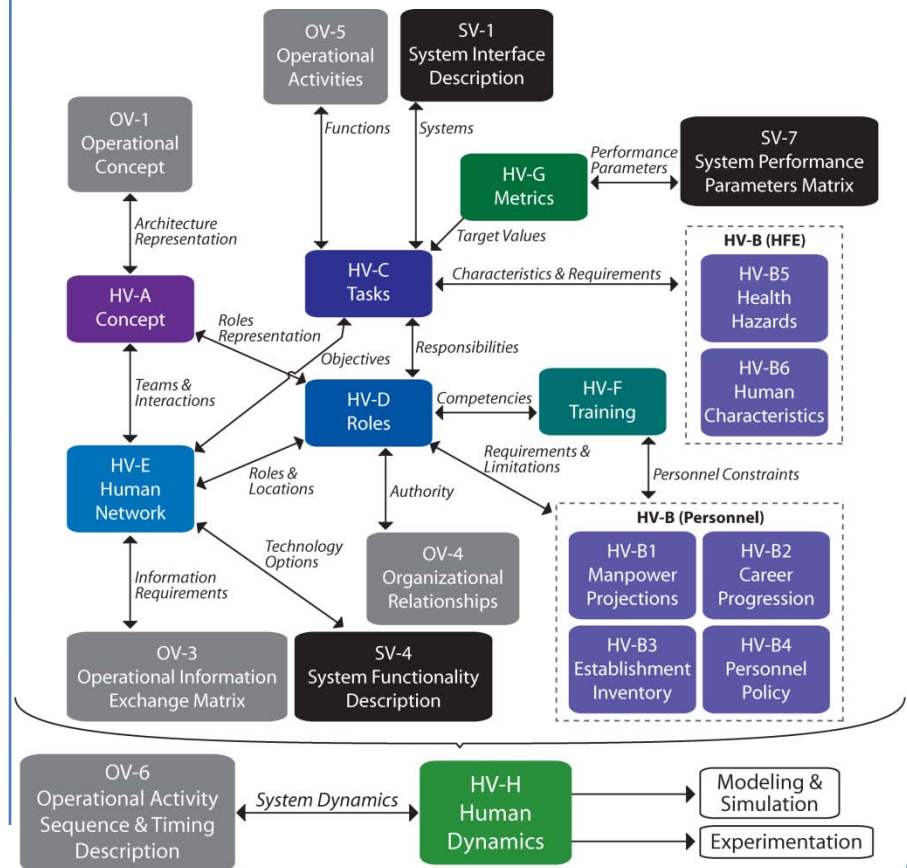 OV-5
Operational
Activities
SV-1
System Interface
Description
OV-1
Operational
Concept
Functions
Systems
HV-G
Metrics
Performance
Parameters
SV-7
System Performance
Parameters Matrix
Architecture
Representation
Target Values
HV-B (HFE)
HV-C
Tasks
Characteristics & Requirements
HV-B5
Health
Hazards
HV-A
Concept
Roles
Representation
Objectives
Responsibilities
HV-B6
Human
Characteristics
Teams &
Interactions
HV-D
Roles
Competencies
HV-F
Training
HV-E
Human
Network
Roles &
Locations
Authority
Requirements &
Limitations
Personnel Constraints
HV-B (Personnel)
Technology
Options
Information
Requirements
OV-4
Organizational
Relationships
HV-B1
Manpower
Projections
HV-B2
Career
Progression
OV-3
Operational Information
Exchange Matrix
SV-4
System Functionality
Description
HV-B3
Establishment
Inventory
HV-B4
Personnel
Policy
OV-6
Operational Activity
Sequence & Timing
Description
System Dynamics
HV-H
Human
Dynamics
Modeling &
Simulation
Experimentation